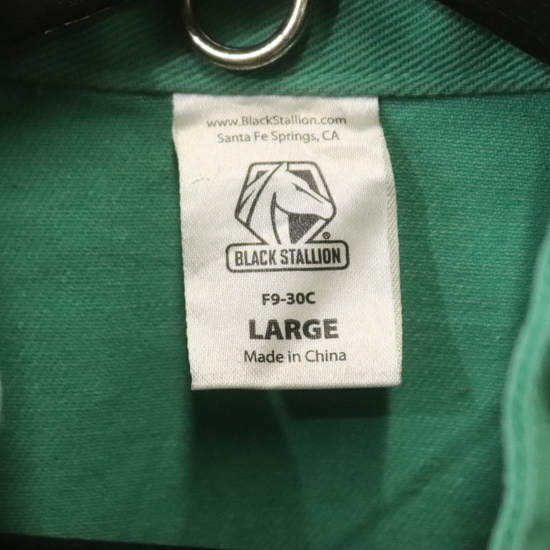 www.BlackStallion.com
Santa Fe Springs, CA
®
BLACK STALLION
F9-30C
LARGE
Made in China